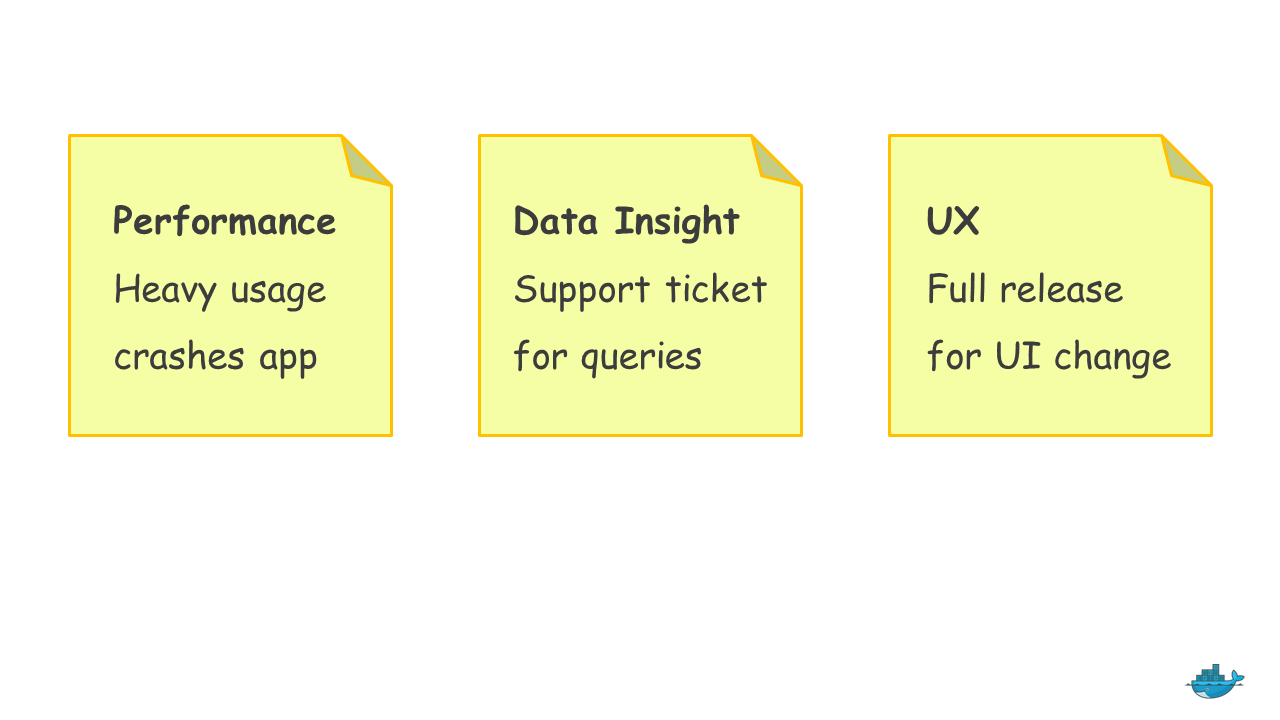 Performance
Heavy usage
crashes app
Data Insight
Support ticket
for queries
UX
Full release
for UI change